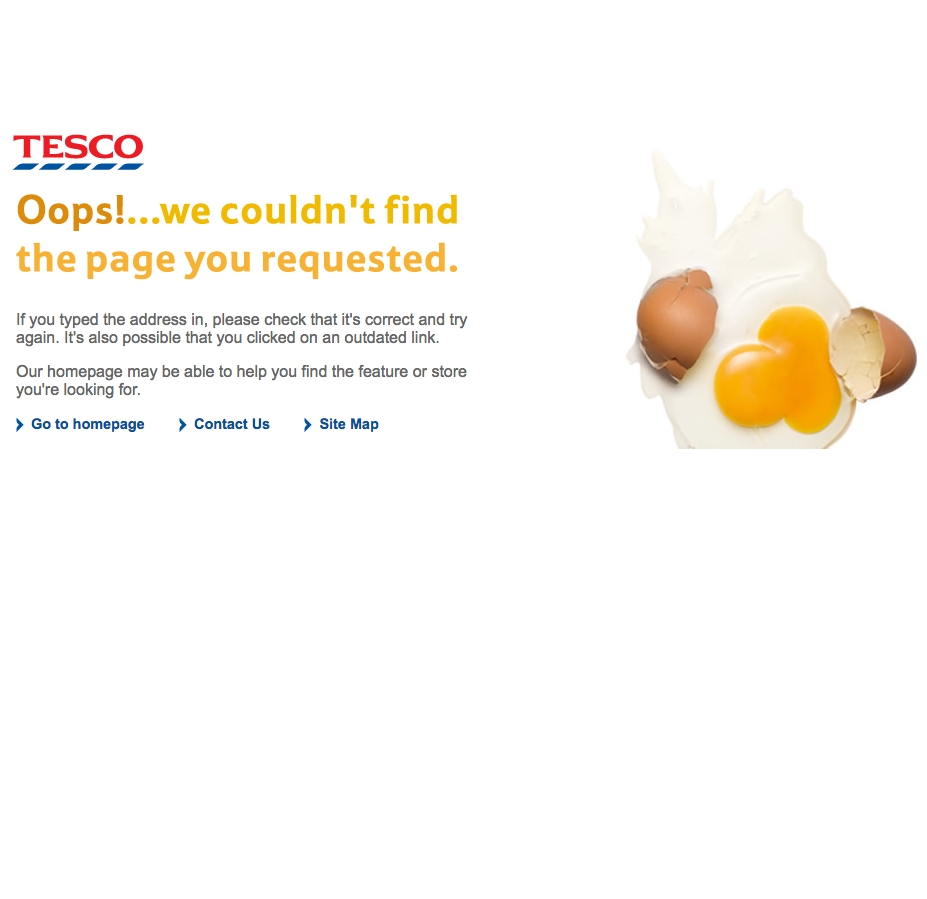 TESCO
Oops!...we couldn't find
the page you requested.
If you typed the address in, please check that it's correct and try
again. It's also possible that you clicked on an outdated link.
Our homepage may be able to help you find the feature or store
you're looking for.
Go to homepage Contact Us Site Map